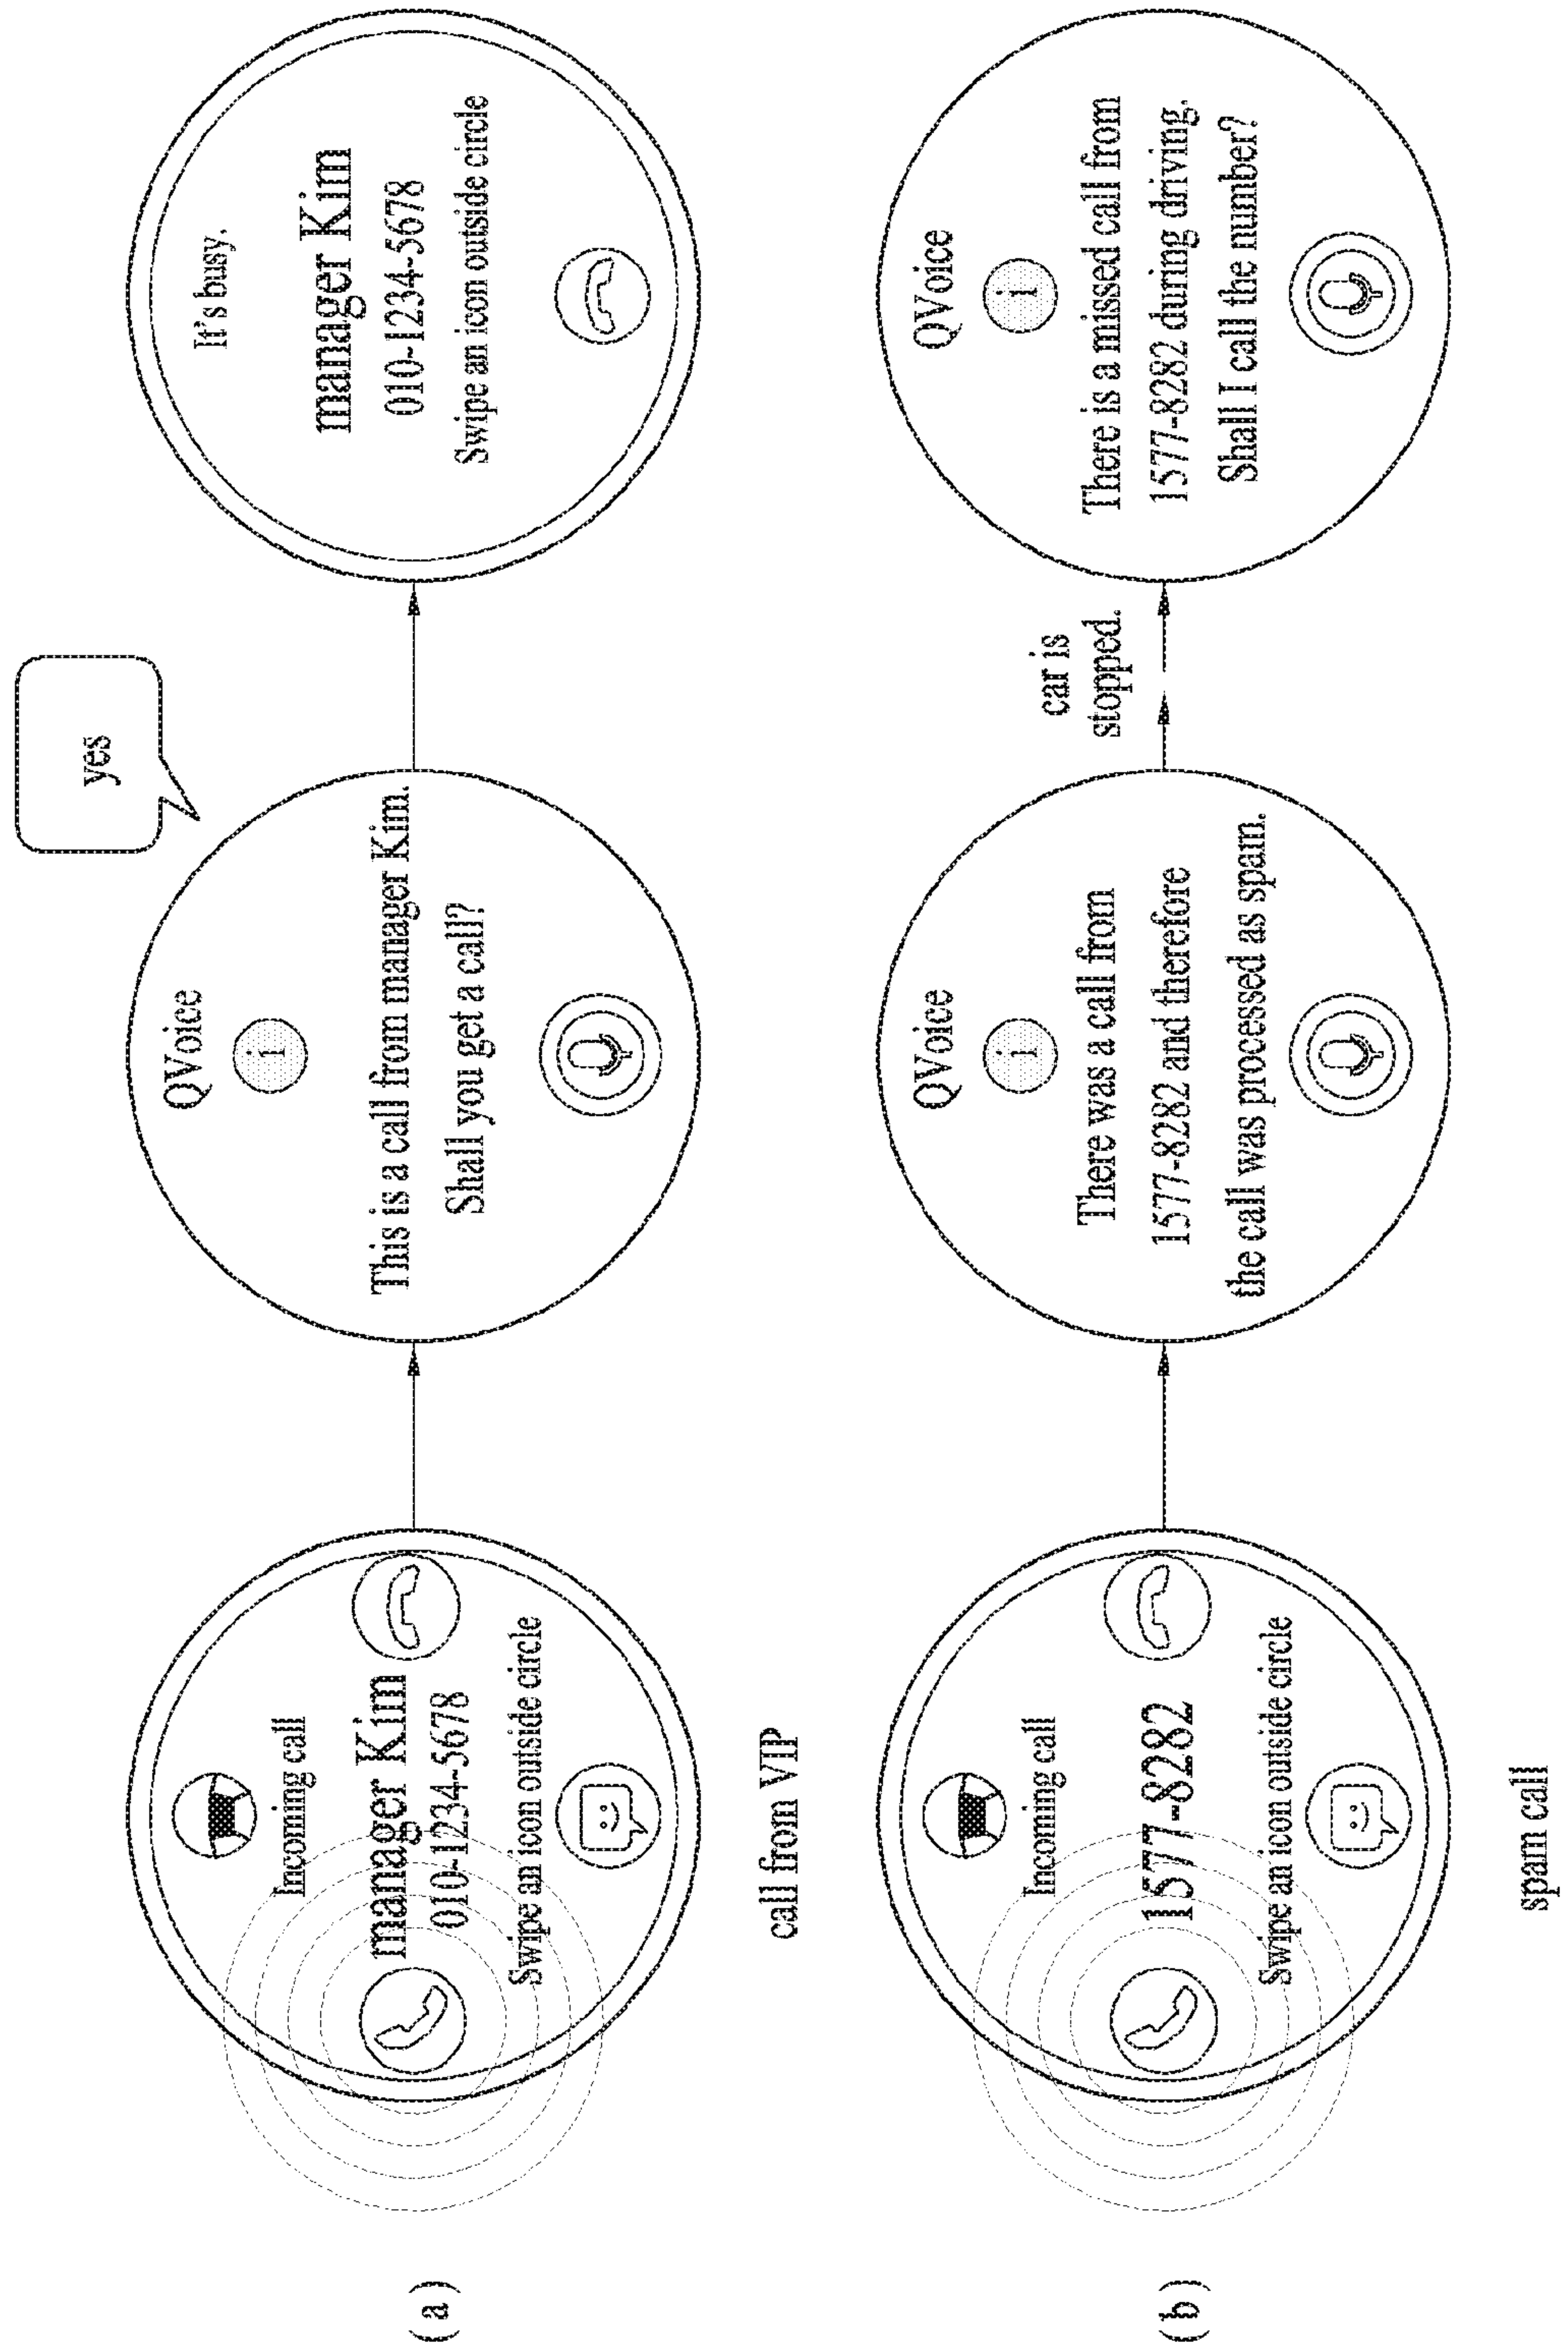 ( a )
Incoming call
manager Kim
010-1234-5678
Swipe an icon outside circle
call from VIP
QVoice
i
This is a call from manager Kim.
Shall you get a call?
yes
It's busy.
manager Kim
010-1234-5678
Swipe an icon outside circle
( b )
Incoming call
1577-8282
Swipe an icon outside circle
spam call
QVoice
i
There was a call from
1577-8282 and therefore
the call was processed as spam.
car is
stopped.
QVoice
i
There is a missed call from
1577-8282 during driving.
Shall I call the number?